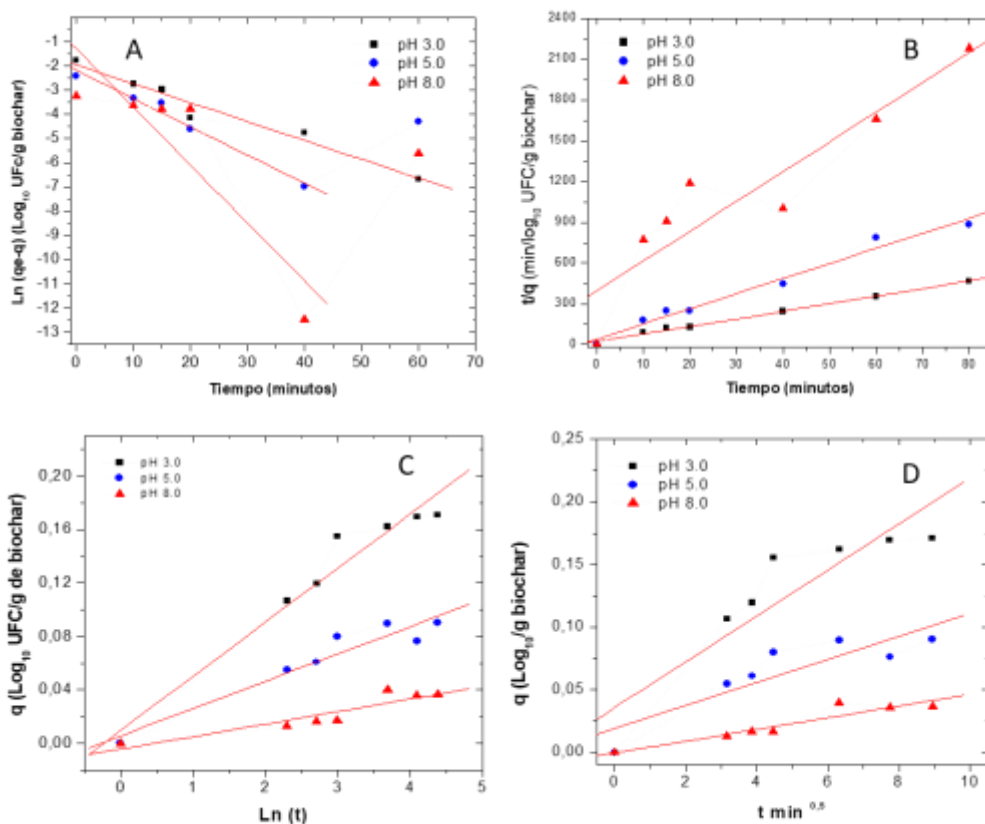 A
pH 3.0
pH 5.0
pH 8.0
-1
-2
-3
-4
-5
-6
-7
-8
-9
-10
-11
-12
-13
0 10 20 30 40 50 60 70
Ln (qe-q) (Log10 UFc/g biochar)
Tiempo (minutos)
B
pH 3.0
pH 5.0
pH 8.0
2400
2100
1800
1500
1200
900
600
300
0
0 10 20 30 40 50 60 70 80
t/q (min/log10 UFC/g biochar)
Tiempo (minutos)
C
pH 3.0
pH 5.0
pH 8.0
0,20
0,16
0,12
0,08
0,04
0,00
0 1 2 3 4 5
q (Log10 UFC/g de biochar)
Ln (t)
D
pH 3.0
pH 5.0
pH 8.0
0,25
0,20
0,15
0,10
0,05
0,00
0 2 4 6 8 10
q (Log10/g biochar)
t min 0,5